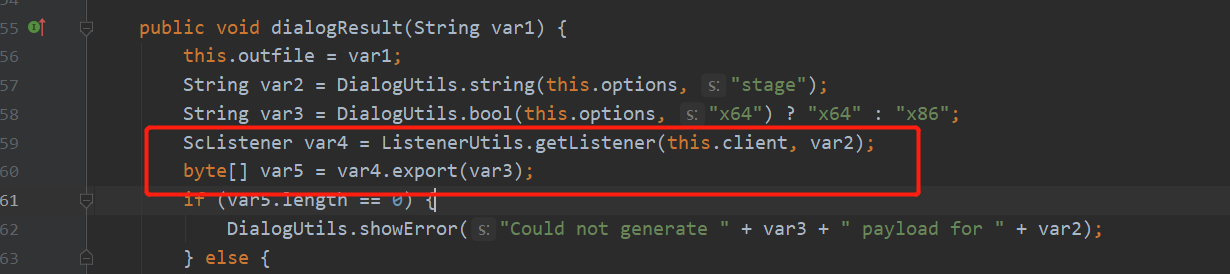 55 public void dialogResult(String var1) {
56 this.outfile = var1;
57 String var2 = DialogUtils.string(this.options, s: "stage");
58 String var3 = DialogUtils.bool(this.options, s: "x64") ? "x64" : "x86";
59 ScListener var4 = ListenerUtils.getListener(this.client, var2);
60 byte[] var5 = var4.export(var3);
61 if (var5.length == 0) {
62 DialogUtils.showError( s: "Could not generate " + var3 + " payload for " + var2);
63 } else {